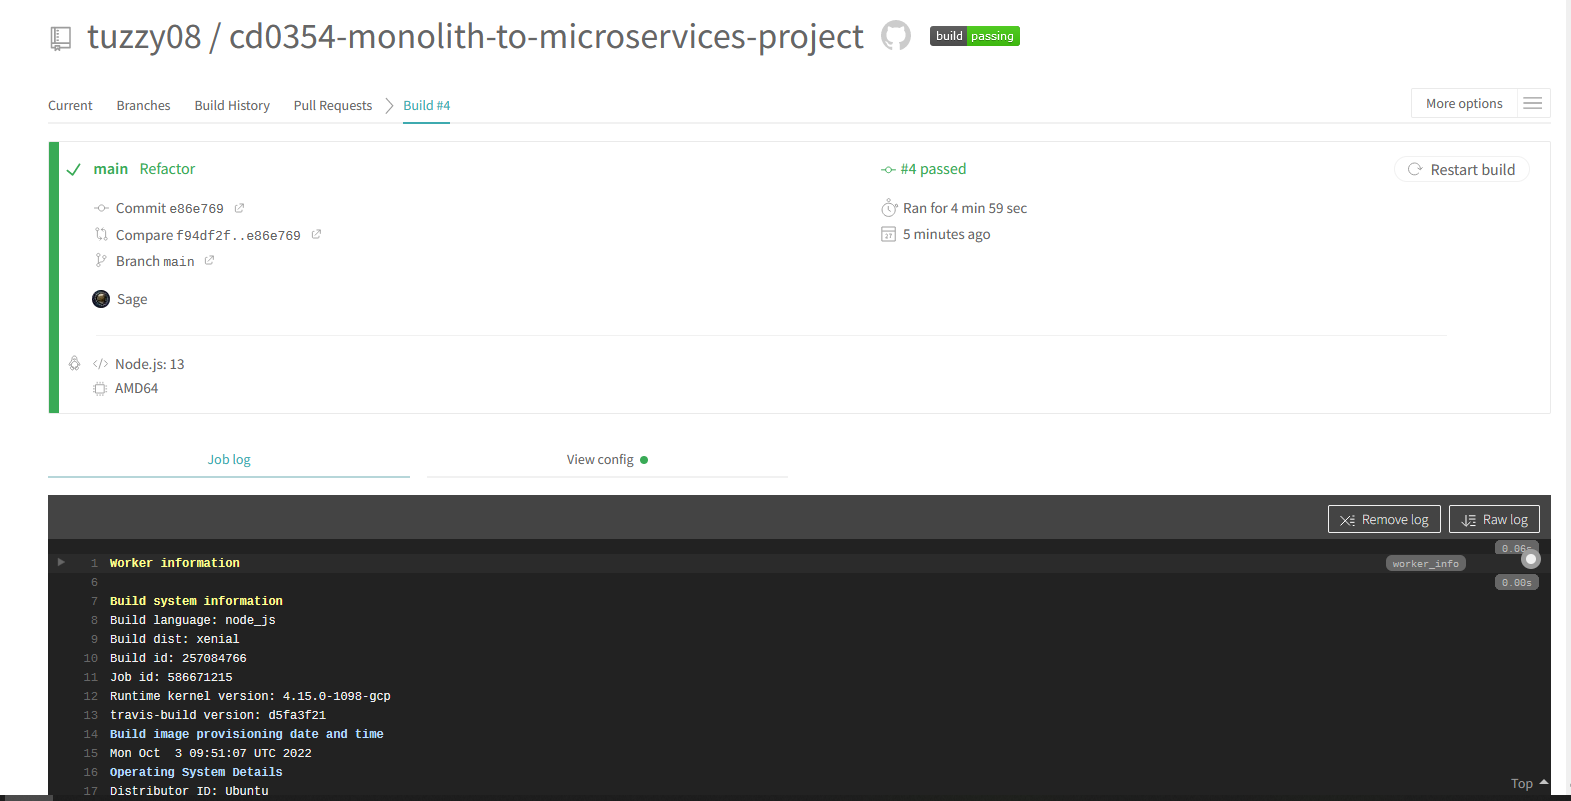 tuzzy08 / cd0354-monolith-to-microservices-project build passing
Current Branches Build History Pull Requests Build #4 More options
main Refactor #4 passed Restart build
Commit e86e769 Ran for 4 min 59 sec
Compare f94df2f..e86e769 5 minutes ago
Branch main
Sage
Node.js: 13
AMD64
Job log View config
Remove log Raw log
0.06s
1 Worker information worker_info
6 0.00s
7 Build system information
8 Build language: node_js
9 Build dist: xenial
10 Build id: 257084766
11 Job id: 586671215
12 Runtime kernel version: 4.15.0-1098-gcp
13 travis-build version: d5fa3f21
14 Build image provisioning date and time
15 Mon Oct  3 09:51:07 UTC 2022
16 Operating System Details
17 Distributor ID: Ubuntu
Top